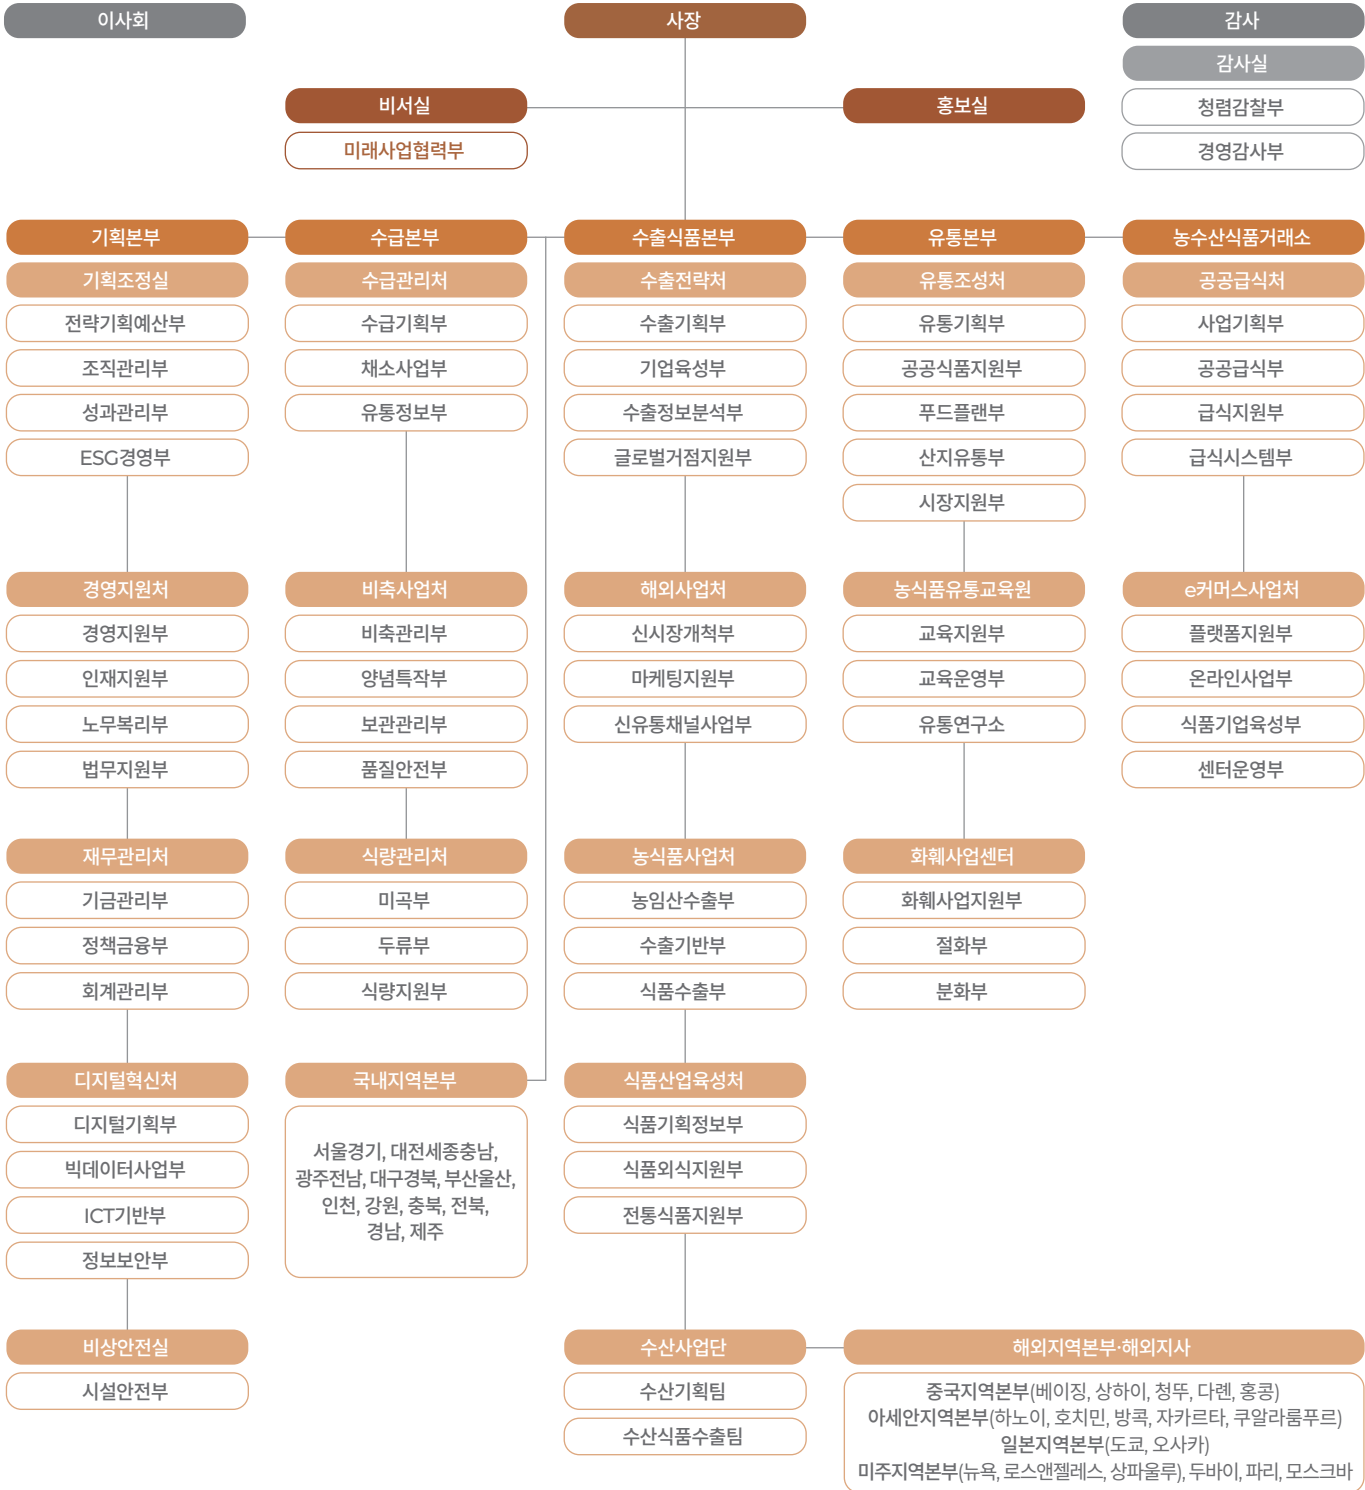 이사회
사장
감사
감사실
청렴감찰부
경영감사부
비서실
미래사업협력부
홍보실
기획본부
기획조정실
전략기획예산부
조직관리부
성과관리부
ESG경영부
경영지원처
경영지원부
인재지원부
노무복리부
법무지원부
재무관리처
기금관리부
정책금융부
회계관리부
디지털혁신처
디지털기획부
빅데이터사업부
ICT기반부
정보보안부
비상안전실
시설안전부
수급본부
수급관리처
수급기획부
채소사업부
유통정보부
비축사업처
비축관리부
양념특작부
보관관리부
품질안전부
식량관리처
미곡부
두류부
식량지원부
국내지역본부
서울경기, 대전세종충남,
광주전남, 대구경북, 부산울산,
인천, 강원, 충북, 전북,
경남, 제주
수출식품본부
수출전략처
수출기획부
기업육성부
수출정보분석부
글로벌거점지원부
해외사업처
신시장개척부
마케팅지원부
신유통채널사업부
농식품사업처
농임산수출부
수출기반부
식품수출부
식품산업육성처
식품기획정보부
식품외식지원부
전통식품지원부
수산사업단
수산기획팀
수산식품수출팀
유통본부
유통조성처
유통기획부
공공식품지원부
푸드플랜부
산지유통부
시장지원부
농식품유통교육원
교육지원부
교육운영부
유통연구소
화훼사업센터
화훼사업지원부
절화부
분화부
농수산식품거래소
공공급식처
사업기획부
공공급식부
급식지원부
급식시스템부
e커머스사업처
플랫폼지원부
온라인사업부
식품기업육성부
센터운영부
해외지역본부·해외지사
중국지역본부(베이징, 상하이, 청뚜, 다롄, 홍콩)
아세안지역본부(하노이, 호치민, 방콕, 자카르타, 쿠알라룸푸르)
일본지역본부(도쿄, 오사카)
미주지역본부(뉴욕, 로스앤젤레스, 상파울루), 두바이, 파리, 모스크바